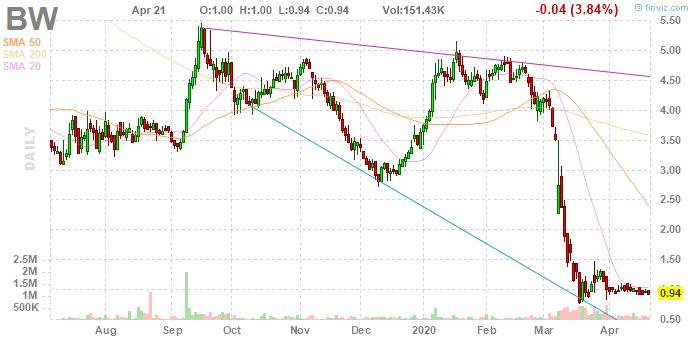 BW Apr 21 O:1.00 H:1.00 L:0.94 C:0.94 Vol:151.43K -0.04 (3.84%) © finviz.com
SMA 50
SMA 200
SMA 20
DAILY
5.50
5.00
4.50
4.00
3.50
3.00
2.50
2.00
1.50
0.94
0.50
2.5M
2M
1.5M
1M
500K
Aug Sep Oct Nov Dec 2020 Feb Mar Apr